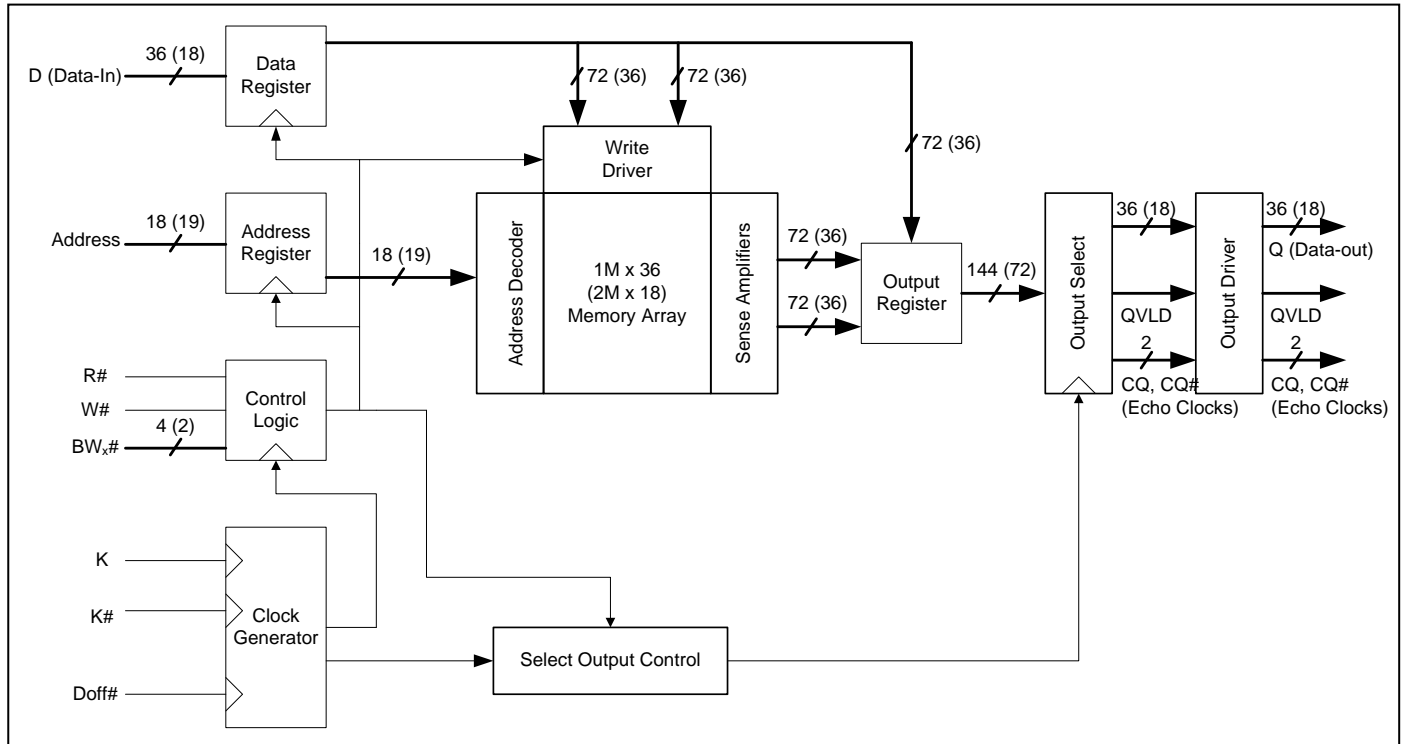 36 (18)
D (Data-In)
Data
Register
72 (36)
72 (36)
72 (36)
Write
Driver
18 (19)
Address
Address
Register
18 (19)
Address Decoder
1M x 36
(2M x 18)
Memory Array
Sense Amplifiers
72 (36)
72 (36)
Output
Register
144 (72)
Output Select
36 (18)
QVLD
2
CQ, CQ#
(Echo Clocks)
Output Driver
36 (18)
Q (Data-out)
QVLD
2
CQ, CQ#
(Echo Clocks)
R#
W#
4 (2)
BWx#
Control
Logic
K
K#
Doff#
Clock
Generator
Select Output Control